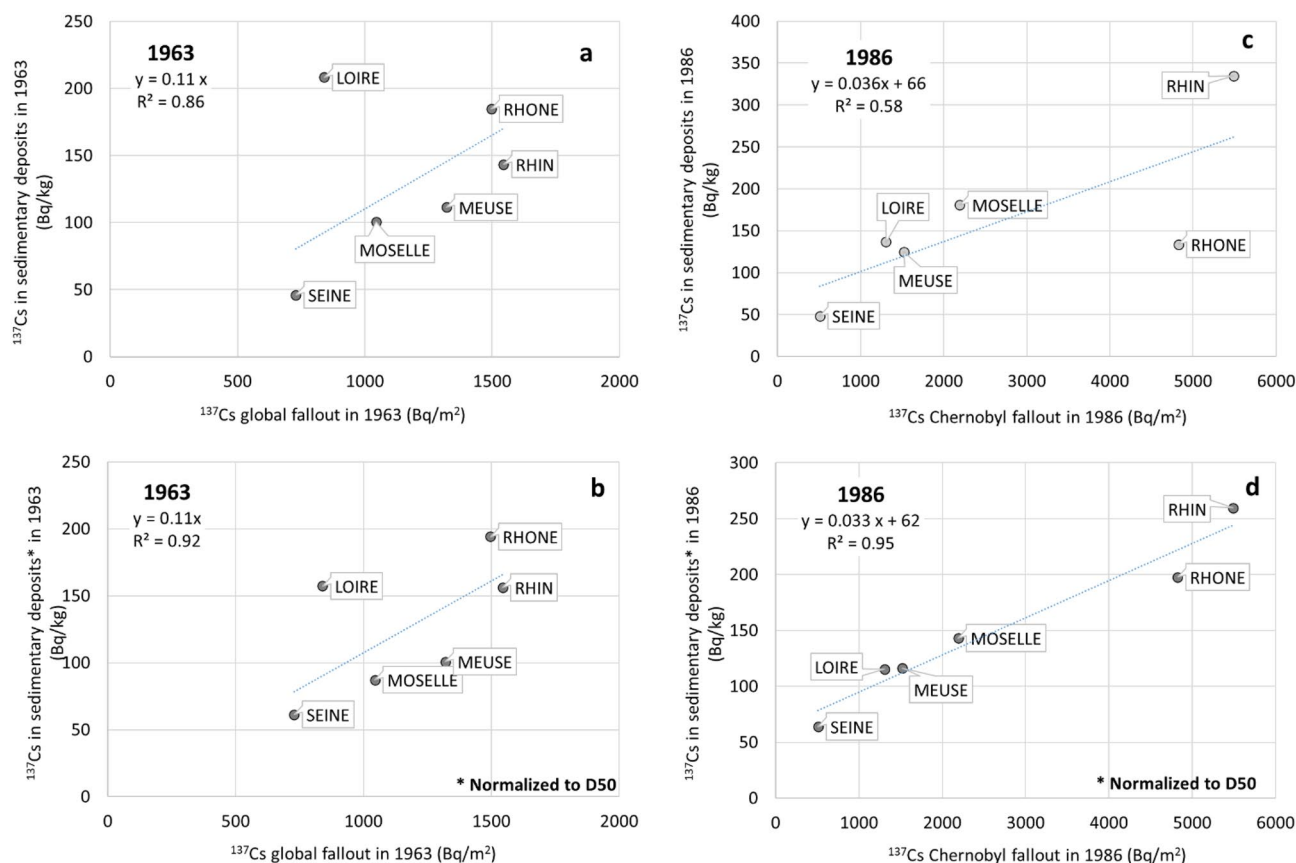 250
200
150
100
50
0
0
500
1000
1500
2000
¹³⁷Cs in sedimentary deposits in 1963
(Bq/kg)
¹³⁷Cs global fallout in 1963 (Bq/m²)
1963
y = 0.11 x
R² = 0.86
a
LOIRE
RHONE
RHIN
MEUSE
MOSELLE
SEINE
400
350
300
250
200
150
100
50
0
0
1000
2000
3000
4000
5000
6000
¹³⁷Cs in sedimentary deposits in 1986
(Bq/kg)
¹³⁷Cs Chernobyl fallout in 1986 (Bq/m²)
1986
y = 0.036x + 66
R² = 0.58
c
RHIN
LOIRE
MOSELLE
RHONE
MEUSE
SEINE
250
200
150
100
50
0
0
500
1000
1500
2000
¹³⁷Cs in sedimentary deposits* in 1963
(Bq/kg)
¹³⁷Cs global fallout in 1963 (Bq/m²)
1963
y = 0.11x
R² = 0.92
b
RHONE
LOIRE
RHIN
MEUSE
MOSELLE
SEINE
* Normalized to D50
300
250
200
150
100
50
0
0
1000
2000
3000
4000
5000
6000
¹³⁷Cs in sedimentary deposits* in 1986
(Bq/kg)
¹³⁷Cs Chernobyl fallout in 1986 (Bq/m²)
1986
y = 0.033 x + 62
R² = 0.95
d
RHIN
RHONE
MOSELLE
LOIRE
MEUSE
SEINE
* Normalized to D50